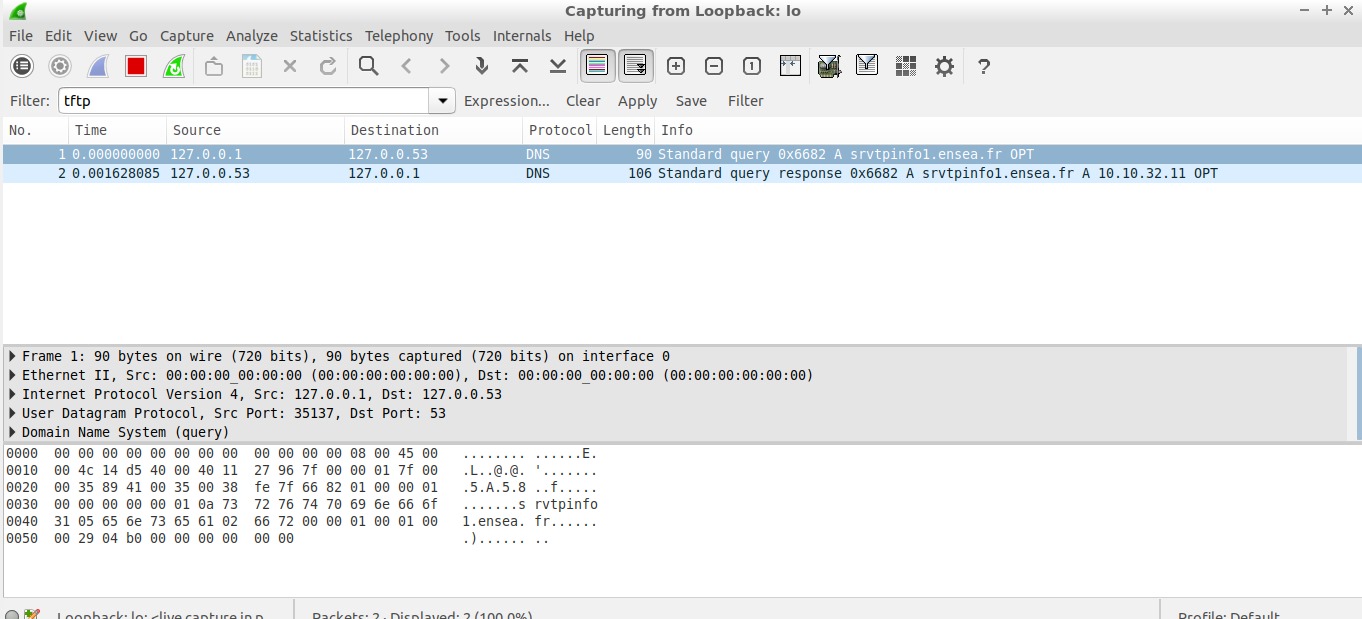 Capturing from Loopback: lo
File Edit View Go Capture Analyze Statistics Telephony Tools Internals Help
Filter: tftp Expression... Clear Apply Save Filter
No. Time Source Destination Protocol Length Info
1 0.000000000 127.0.0.1 127.0.0.53 DNS 90 Standard query 0x6682 A srvtpinfo1.ensea.fr OPT
2 0.001628085 127.0.0.53 127.0.0.1 DNS 106 Standard query response 0x6682 A srvtpinfo1.ensea.fr A 10.10.32.11 OPT
Frame 1: 90 bytes on wire (720 bits), 90 bytes captured (720 bits) on interface 0
Ethernet II, Src: 00:00:00_00:00:00 (00:00:00:00:00:00), Dst: 00:00:00_00:00:00 (00:00:00:00:00:00)
Internet Protocol Version 4, Src: 127.0.0.1, Dst: 127.0.0.53
User Datagram Protocol, Src Port: 35137, Dst Port: 53
Domain Name System (query)
0000 00 00 00 00 00 00 00 00 00 00 00 00 08 00 45 00 ........ ......E.
0010 00 4c 14 d5 40 00 40 11 27 96 7f 00 00 01 7f 00 .L..@.@. '.......
0020 00 35 89 41 00 35 00 38 fe 7f 66 82 01 00 00 01 .5.A.5.8 ..f.....
0030 00 00 00 00 00 01 0a 73 72 76 74 70 69 6e 66 6f .......s rvtpinfo
0040 31 05 65 6e 73 65 61 02 66 72 00 00 01 00 01 00 1.ensea. fr......
0050 00 29 04 b0 00 00 00 00 00 00 .)...... ..
Loopback: lo: <live capture in p Packets: 2 · Displayed: 2 (100.0%) Profile: Default